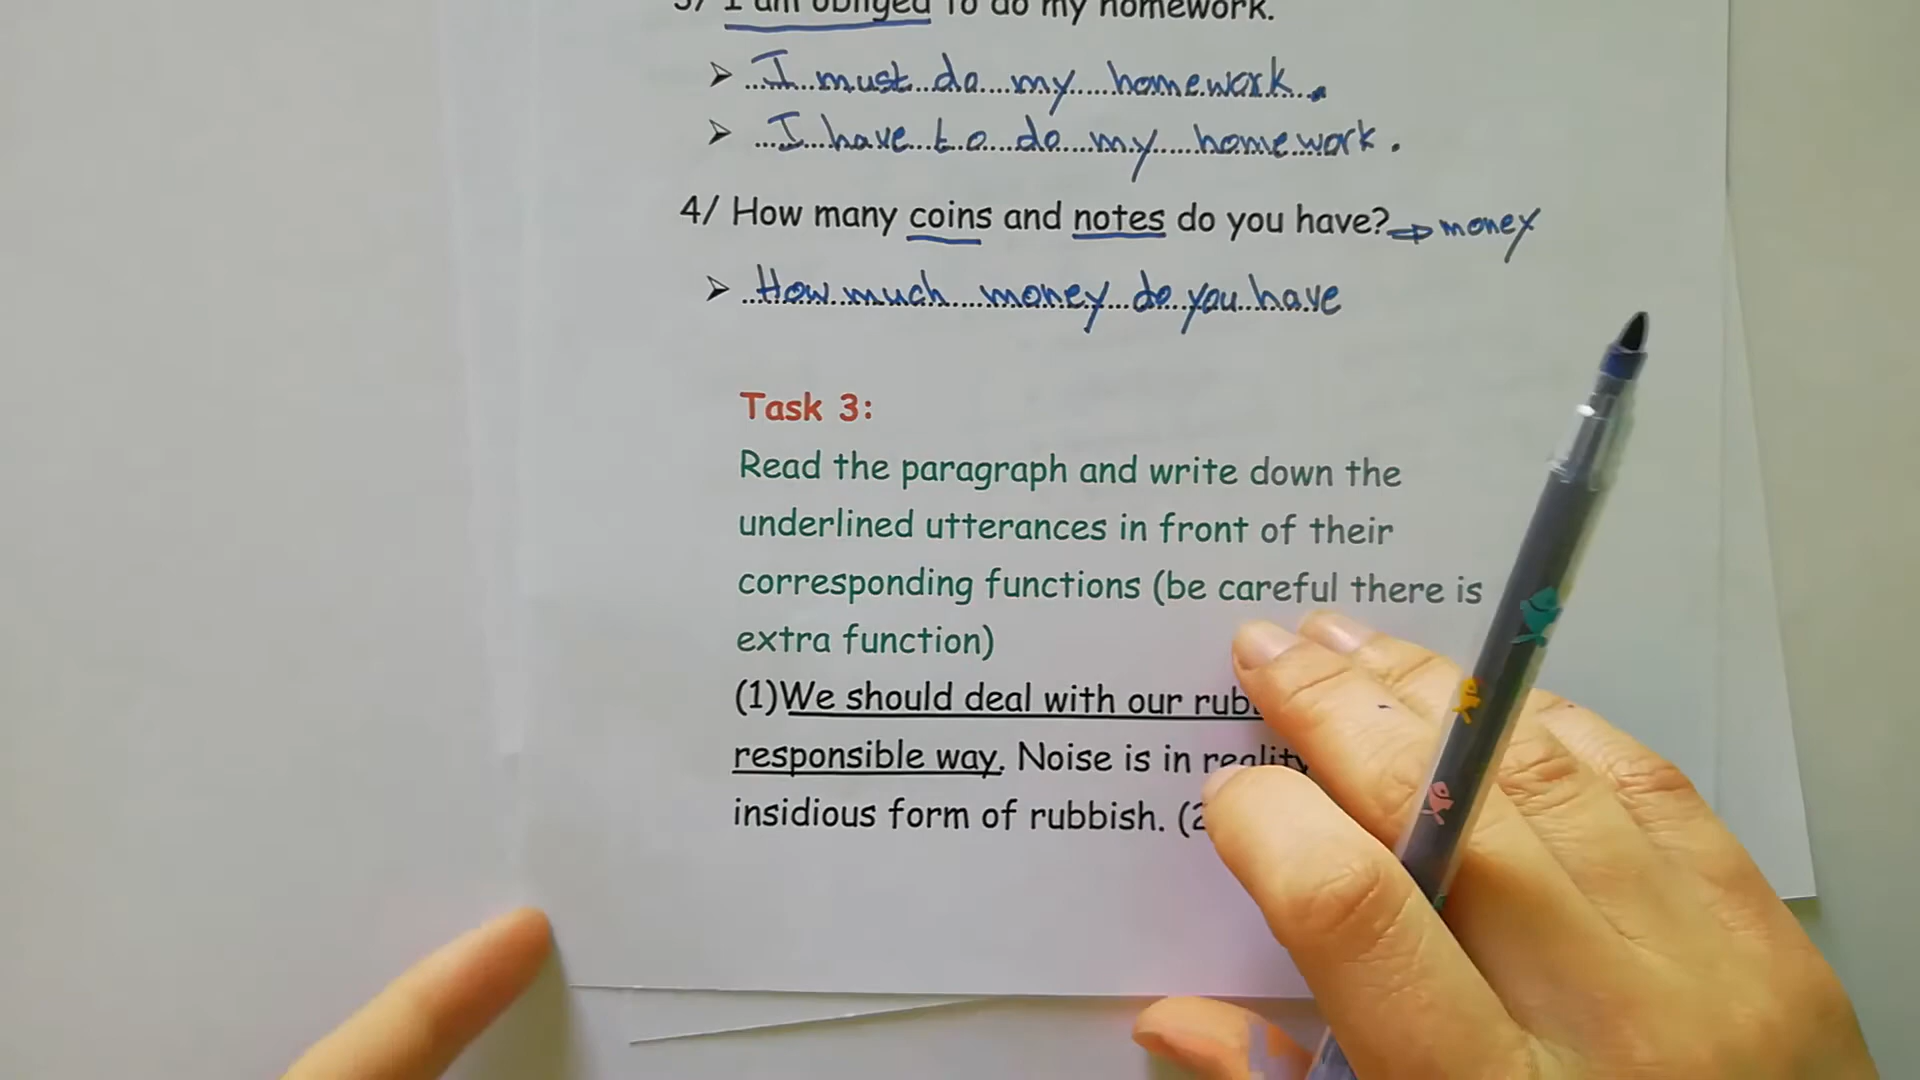 3/ I am obliged to do my homework.
➢ I must do my homework.
➢ I have to do my homework.
4/ How many coins and notes do you have? ⇒ money
➢ How much money do you have
Task 3:
Read the paragraph and write down the
underlined utterances in front of their
corresponding functions (be careful there is
extra function)
(1)We should deal with our
responsible way. Noise is in reality
insidious form of rubbish. (2